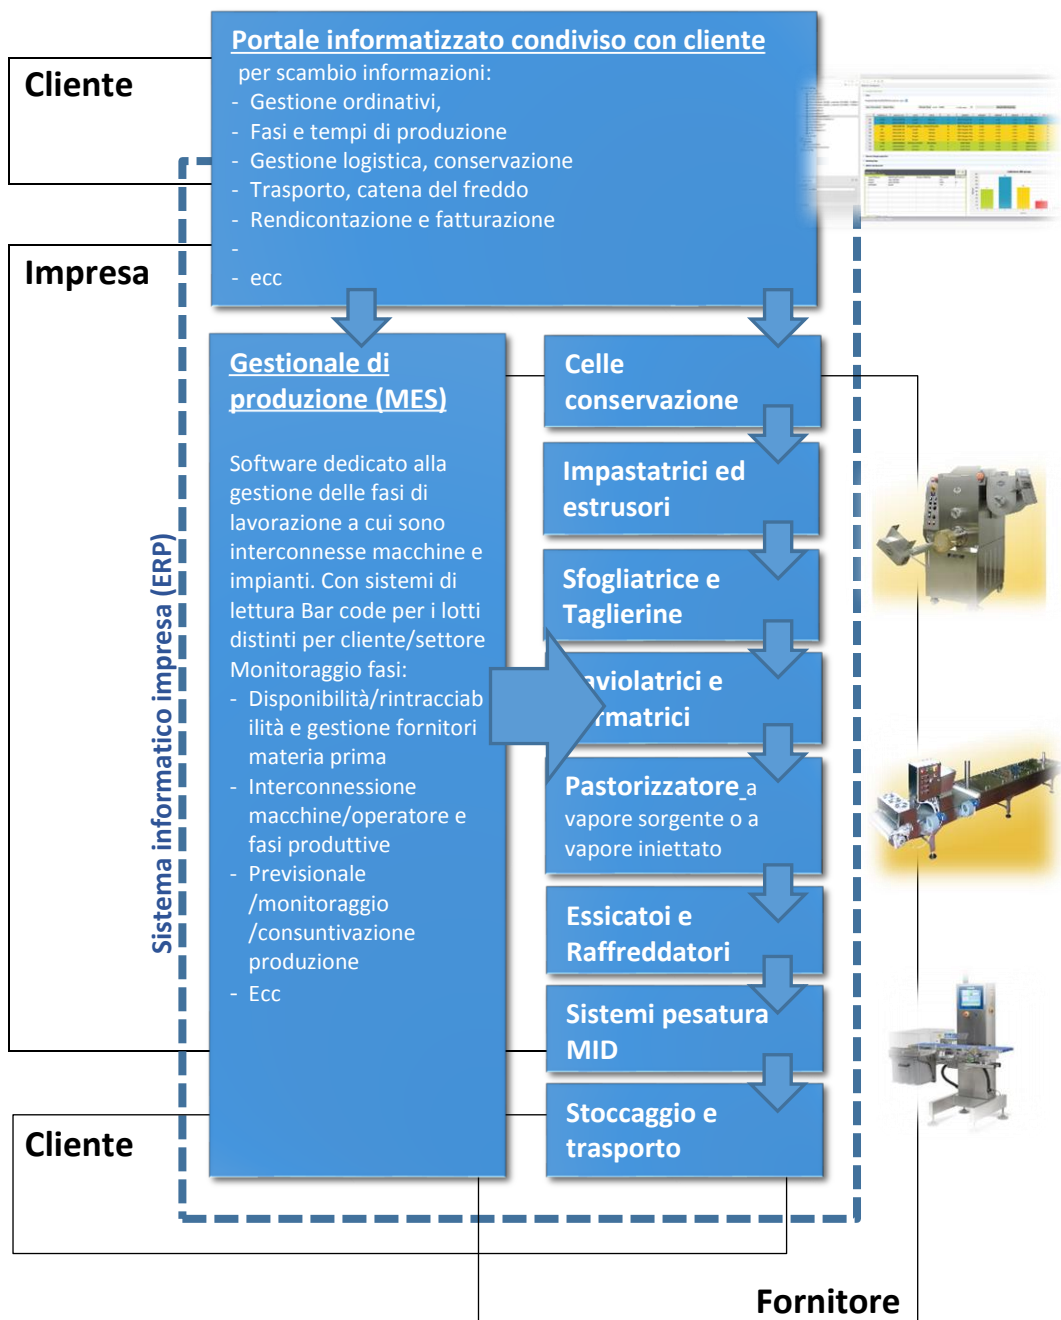 Portale informatizzato condiviso con cliente
per scambio informazioni:
- Gestione ordinativi,
- Fasi e tempi di produzione
- Gestione logistica, conservazione
- Trasporto, catena del freddo
- Rendicontazione e fatturazione
-
- ecc
Cliente
Impresa
Sistema informatico impresa (ERP)
Gestionale di
produzione (MES)
Software dedicato alla
gestione delle fasi di
lavorazione a cui sono
interconnesse macchine e
impianti. Con sistemi di
lettura Bar code per i lotti
distinti per cliente/settore
Monitoraggio fasi:
- Disponibilità/rintracciab
ilità e gestione fornitori
materia prima
- Interconnessione
macchine/operatore e
fasi produttive
- Previsionale
/monitoraggio
/consuntivazione
produzione
- Ecc
Celle
conservazione
Impastatrici ed
estrusori
Sfogliatrice e
Taglierine
aviolatrici e
rmatrici
Pastorizzatore a
vapore sorgente o a
vapore iniettato
Essicatoi e
Raffreddatori
Sistemi pesatura
MID
Stoccaggio e
trasporto
Cliente
Fornitore